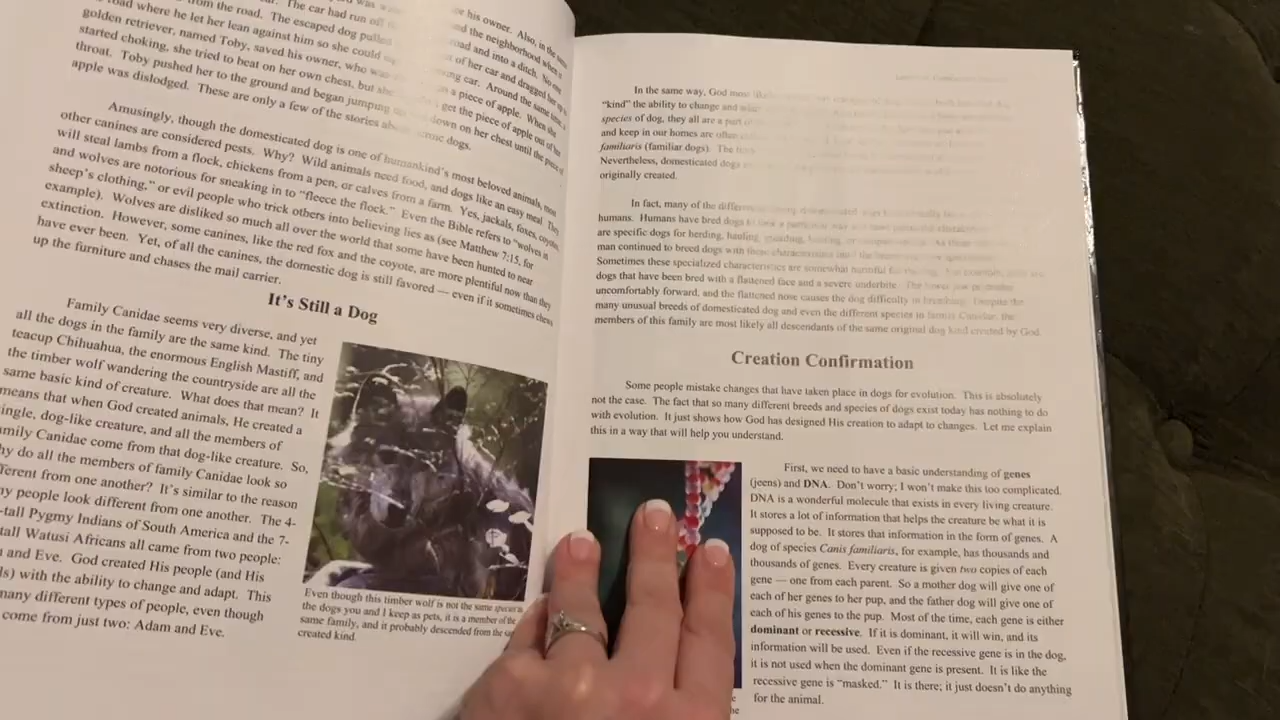 The car had run off
from the road. The escaped dog pulled
road where he let her lean against him so she could
golden retriever, named Toby, saved his owner, who was
started choking, she tried to beat on her own chest, but she
throat. Toby pushed her to the ground and began jumping down on her chest until the piece of
apple was dislodged. These are only a few of the stories dogs.
his owner. Also, in the
the neighborhood when
road and into a ditch.
of her car and dragged her
car. Around the same
a piece of apple. When she
get the piece of apple out of her
Amusingly, though the domesticated dog is one of humankind's most beloved animals, most
other canines are considered pests. Why? Wild animals need food, and dogs like an easy meal. They
will steal lambs from a flock, chickens from a pen, or calves from a farm. Yes, jackals, foxes, coyotes,
and wolves are notorious for sneaking in to "fleece the flock." Even the Bible refers to "wolves in
sheep's clothing," or evil people who trick others into believing lies as (see Matthew 7:15, for
example). Wolves are disliked so much all over the world that some have been hunted to near
extinction. However, some canines, like the red fox and the coyote, are more plentiful now than they
have ever been. Yet, of all the canines, the domestic dog is still favored — even if it sometimes chews
up the furniture and chases the mail carrier.
It's Still a Dog
Family Canidae seems very diverse, and yet
all the dogs in the family are the same kind. The tiny
teacup Chihuahua, the enormous English Mastiff, and
the timber wolf wandering the countryside are all the
same basic kind of creature. What does that mean? It
means that when God created animals, He created a
single, dog-like creature, and all the members of
family Canidae come from that dog-like creature. So,
why do all the members of family Canidae look so
different from one another? It's similar to the reason
many people look different from one another. The 4-
-tall Pygmy Indians of South America and the 7-
tall Watusi Africans all came from two people:
and Eve. God created His people (and His
with the ability to change and adapt. This
many different types of people, even though
come from just two: Adam and Eve.
Even though this timber wolf is not the same species as
the dogs you and I keep as pets, it is a member of the
same family, and it probably descended from the
created kind.
In the same way, God most
"kind" the ability to change and
species of dog, they all are a part of
and keep in our homes are often
familiaris (familiar dogs). The
Nevertheless, domesticated dogs
originally created.
In fact, many of the
humans. Humans have bred dogs to
are specific dogs for herding, hauling, guarding, hunting, or
man continued to breed dogs with these characteristics
Sometimes these specialized characteristics are somewhat harmful
dogs that have been bred with a flattened face and a severe underbite. The lower jaw
uncomfortably forward, and the flattened nose causes the dog difficulty in breathing. Despite the
many unusual breeds of domesticated dog and even the different species in family Canidae, the
members of this family are most likely all descendants of the same original dog kind created by God.
Creation Confirmation
Some people mistake changes that have taken place in dogs for evolution. This is absolutely
not the case. The fact that so many different breeds and species of dogs exist today has nothing to do
with evolution. It just shows how God has designed His creation to adapt to changes. Let me explain
this in a way that will help you understand.
First, we need to have a basic understanding of genes
(jeens) and DNA. Don't worry; I won't make this too complicated.
DNA is a wonderful molecule that exists in every living creature.
It stores a lot of information that helps the creature be what it is
supposed to be. It stores that information in the form of genes. A
dog of species Canis familiaris, for example, has thousands and
thousands of genes. Every creature is given two copies of each
gene — one from each parent. So a mother dog will give one of
each of her genes to her pup, and the father dog will give one of
each of his genes to the pup. Most of the time, each gene is either
dominant or recessive. If it is dominant, it will win, and its
information will be used. Even if the recessive gene is in the dog,
it is not used when the dominant gene is present. It is like the
recessive gene is "masked." It is there; it just doesn't do anything
for the animal.